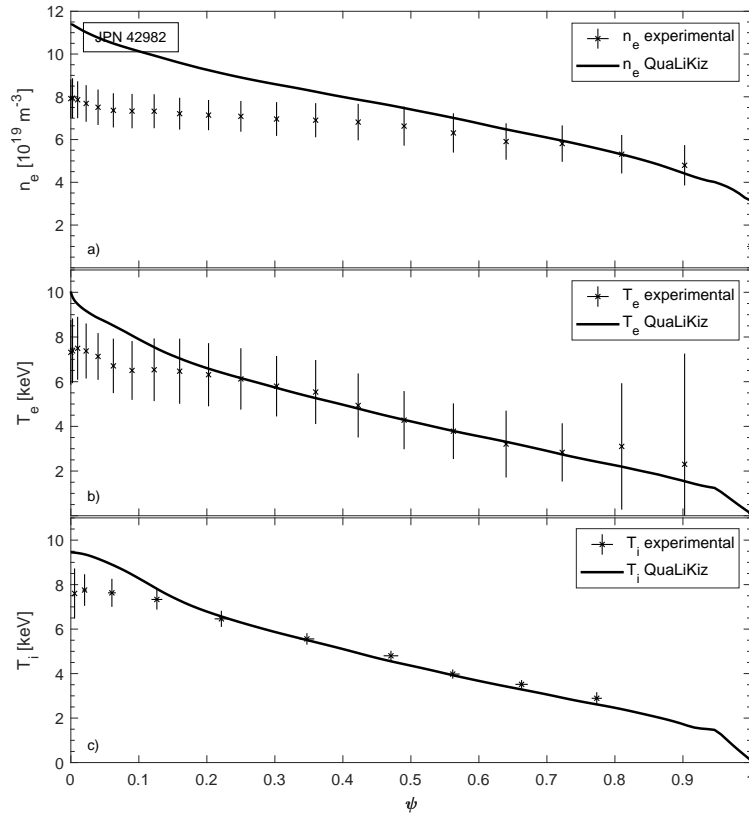 12
JPN 42982
10
8
6
4
2
n_e [10^19 m^-3]
a)
n_e experimental
n_e QuaLiKiz
10
8
6
4
2
T_e [keV]
b)
T_e experimental
T_e QuaLiKiz
10
8
6
4
2
0
T_i [keV]
c)
T_i experimental
T_i QuaLiKiz
0 0.1 0.2 0.3 0.4 0.5 0.6 0.7 0.8 0.9 1
ψ